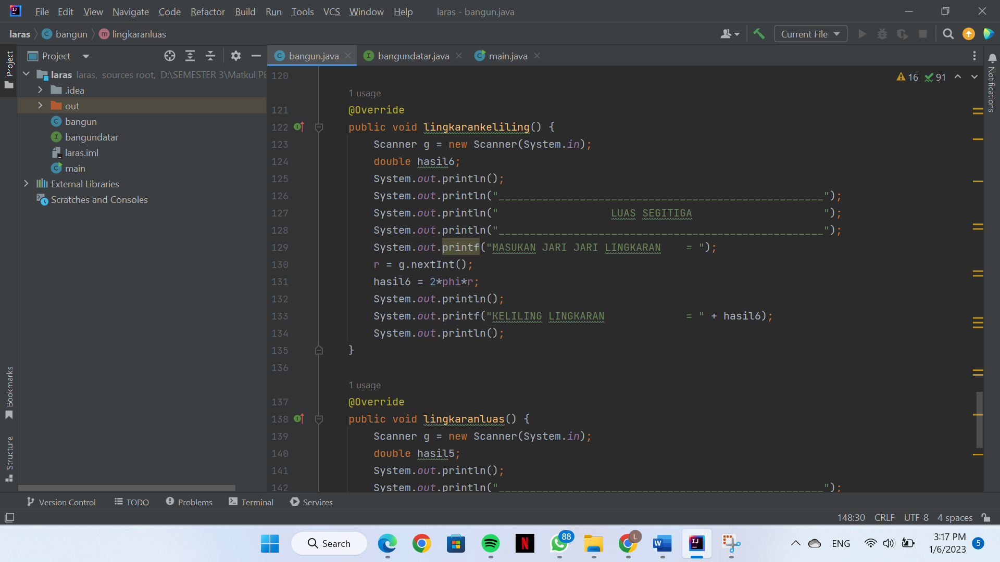 File Edit View Navigate Code Refactor Build Run Tools VCS Window Help laras - bangun.java
laras bangun lingkaranluas
Current File
Project
bangun.java bangundatar.java main.java
laras laras, sources root, D:\SEMESTER 3\Matkul PE
.idea
out
bangun
bangundatar
laras.iml
main
External Libraries
Scratches and Consoles
Project
Bookmarks
Structure
Notifications
16 91
120
1 usage
121 @Override
122 public void lingkarankeliling() {
123 Scanner g = new Scanner(System.in);
124 double hasil6;
125 System.out.println();
126 System.out.println("____________________________________________________");
127 System.out.println("                  LUAS SEGITIGA                     ");
128 System.out.println("____________________________________________________");
129 System.out.printf("MASUKAN JARI JARI LINGKARAN    = ");
130 r = g.nextInt();
131 hasil6 = 2*phi*r;
132 System.out.println();
133 System.out.printf("KELILING LINGKARAN             = " + hasil6);
134 System.out.println();
135 }
136
1 usage
137 @Override
138 public void lingkaranluas() {
139 Scanner g = new Scanner(System.in);
140 double hasil5;
141 System.out.println();
142 System.out.println("____________________________________________________");
Version Control TODO Problems Terminal Services
148:30 CRLF UTF-8 4 spaces
Search
88
L
ENG
3:17 PM
1/6/2023
5